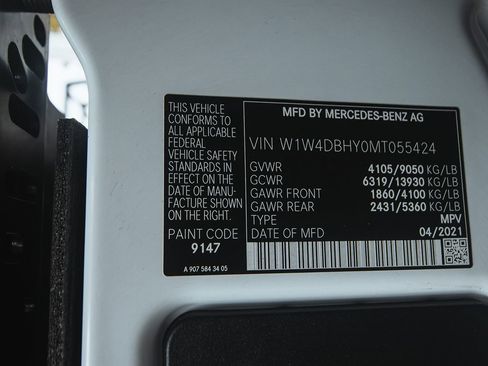 THIS VEHICLE
CONFORMS TO
ALL APPLICABLE
FEDERAL
VEHICLE SAFETY
STANDARDS
IN EFFECT ON THE
DATE OF MANU-
FACTURE SHOWN
ON THE RIGHT.
PAINT CODE
9147
A 907 584 34 05
MFD BY MERCEDES-BENZ AG
VIN W1W4DBHY0MT055424
GVWR 4105/9050 KG/LB
GCWR 6319/13930 KG/LB
GAWR FRONT 1860/4100 KG/LB
GAWR REAR 2431/5360 KG/LB
TYPE MPV
DATE OF MFD 04/2021